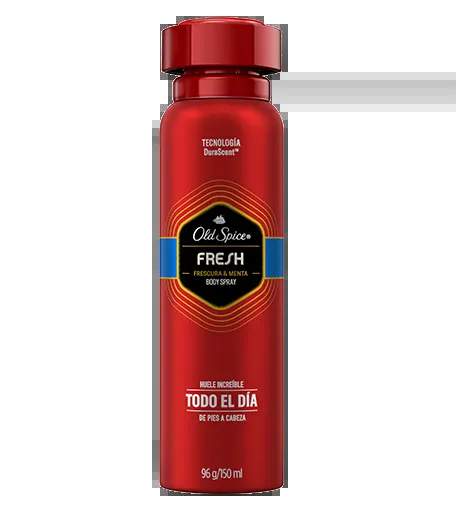 TECNOLOGÍA
DuraScent™
Old Spice®
FRESH
FRESCURA & MENTA
BODY SPRAY
HUELE INCREÍBLE
TODO EL DÍA
DE PIES A CABEZA
96 g/150 ml